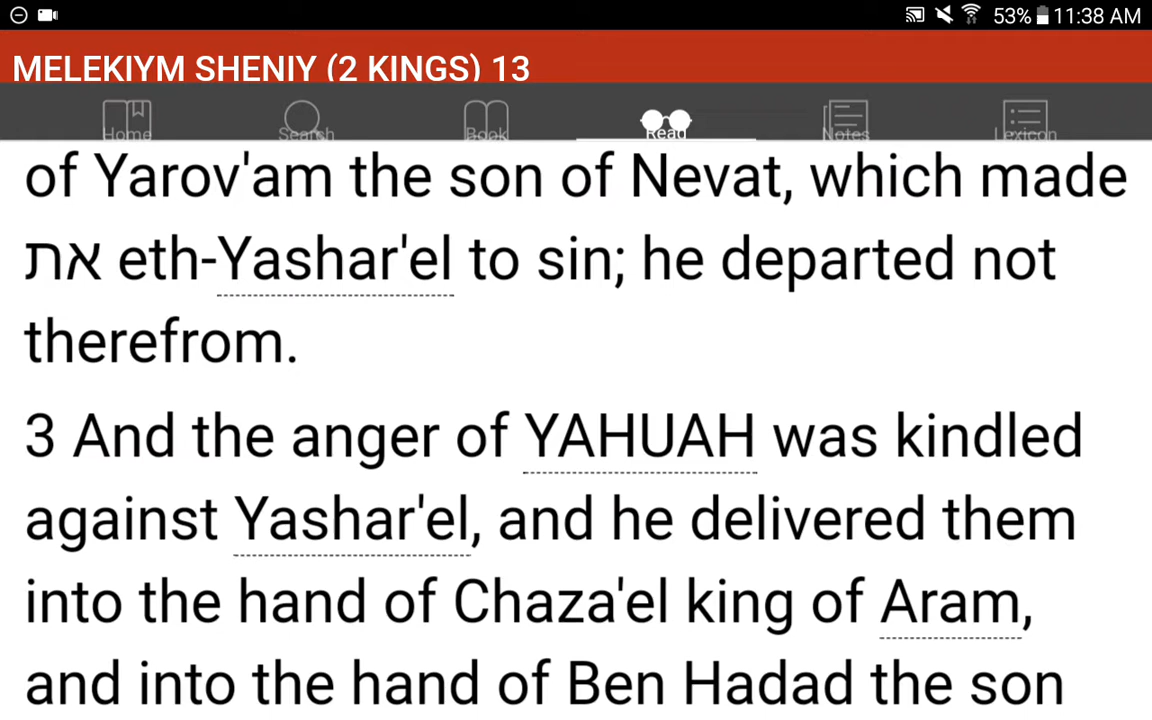 53% 11:38 AM
MELEKIYM SHENIY (2 KINGS) 13
Home Search Book Read Notes Lexicon
of Yarov'am the son of Nevat, which made
את eth-Yashar'el to sin; he departed not
therefrom.
3 And the anger of YAHUAH was kindled
against Yashar'el, and he delivered them
into the hand of Chaza'el king of Aram,
and into the hand of Ben Hadad the son